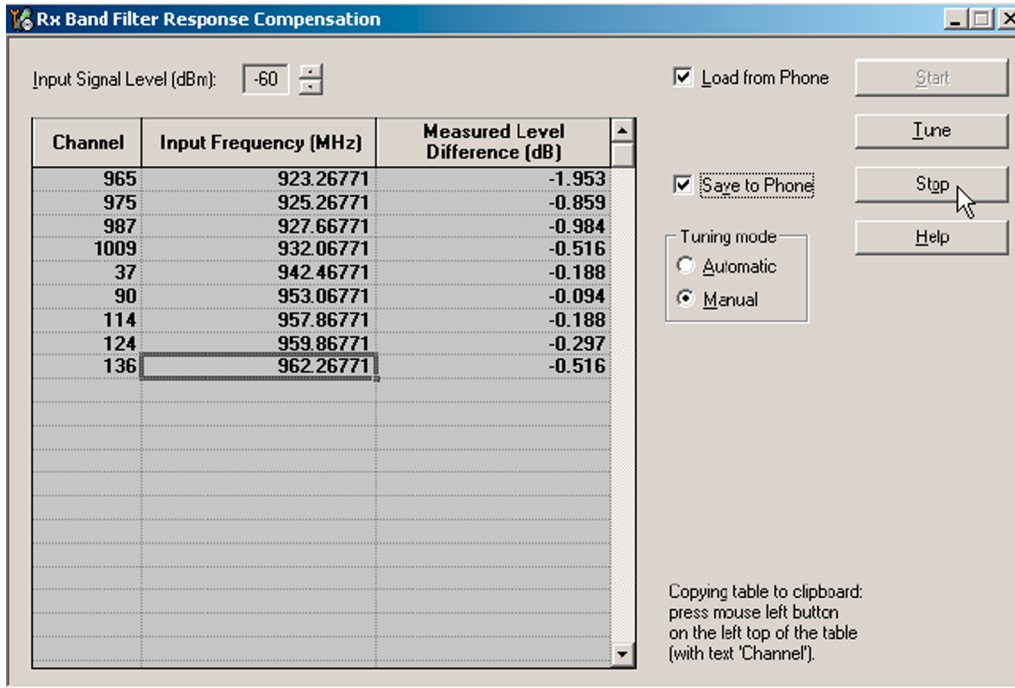 Rx Band Filter Response Compensation
Input Signal Level (dBm): -60
Load from Phone
Start
Channel Input Frequency (MHz) Measured Level Difference (dB)
Tune
965 923.26771 -1.953
975 925.26771 -0.859
987 927.66771 -0.984
1009 932.06771 -0.516
37 942.46771 -0.188
90 953.06771 -0.094
114 957.86771 -0.188
124 959.86771 -0.297
136 962.26771 -0.516
Save to Phone
Stop
Tuning mode
Automatic
Manual
Help
Copying table to clipboard:
press mouse left button
on the left top of the table
(with text 'Channel').